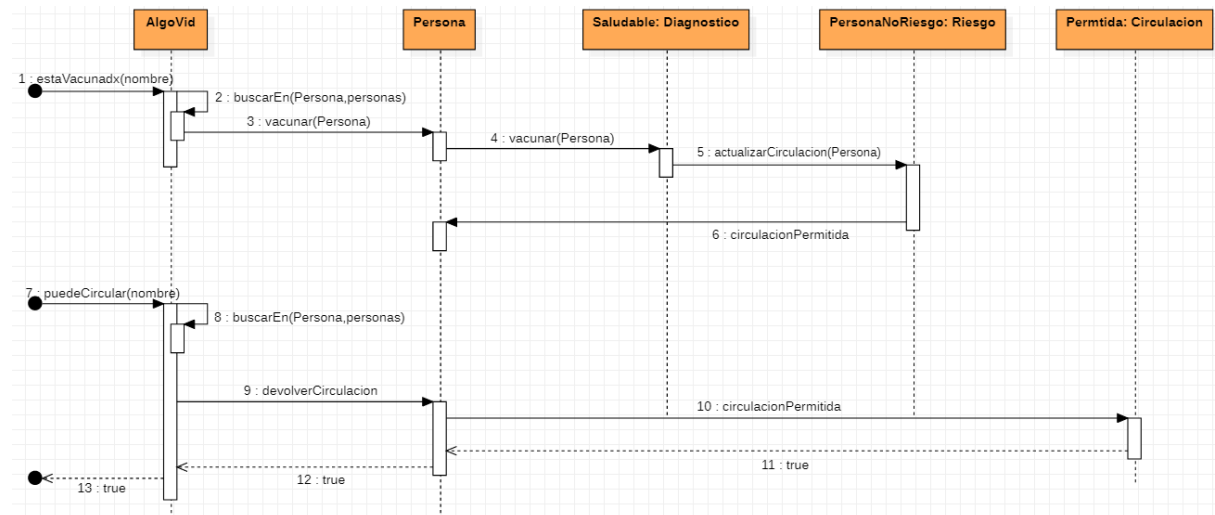 AlgoVid
Persona
Saludable: Diagnostico
PersonaNoRiesgo: Riesgo
Permtida: Circulacion
1 : estaVacunadx(nombre)
2 : buscarEn(Persona,personas)
3 : vacunar(Persona)
4 : vacunar(Persona)
5 : actualizarCirculacion(Persona)
6 : circulacionPermitida
7 : puedeCircular(nombre)
8 : buscarEn(Persona,personas)
9 : devolverCirculacion
10 : circulacionPermitida
11 : true
12 : true
13 : true